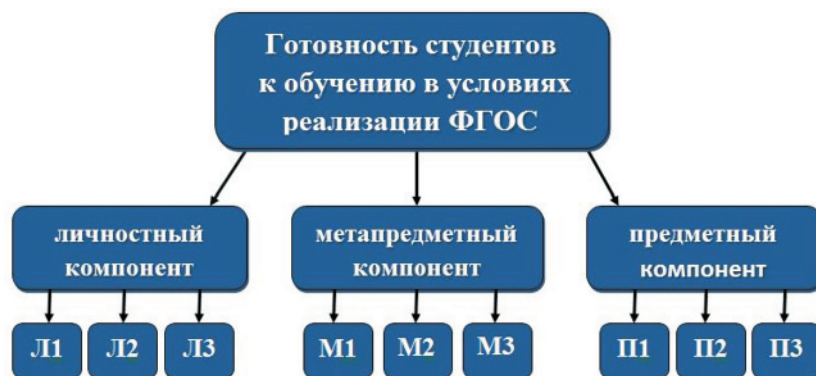 Готовность студентов
к обучению в условиях
реализации ФГОС
личностный
компонент
метапредметный
компонент
предметный
компонент
Л1
Л2
Л3
М1
М2
М3
П1
П2
П3